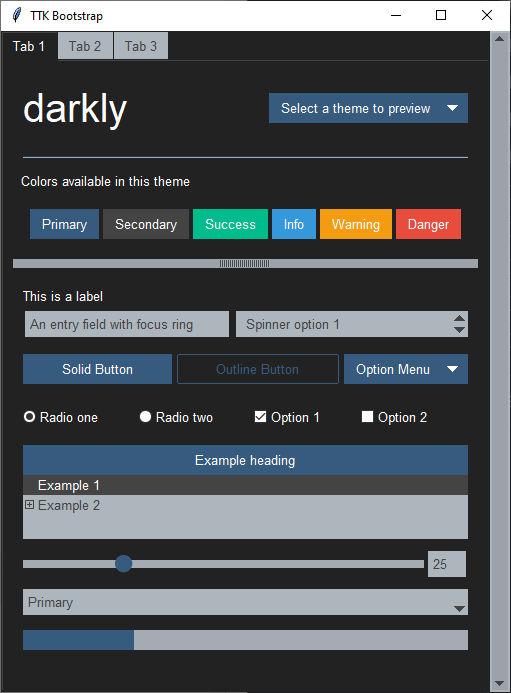 TTK Bootstrap
Tab 1 Tab 2 Tab 3
darkly Select a theme to preview
Colors available in this theme
Primary Secondary Success Info Warning Danger
This is a label
An entry field with focus ring Spinner option 1
Solid Button Outline Button Option Menu
Radio one Radio two Option 1 Option 2
Example heading
Example 1
Example 2
25
Primary